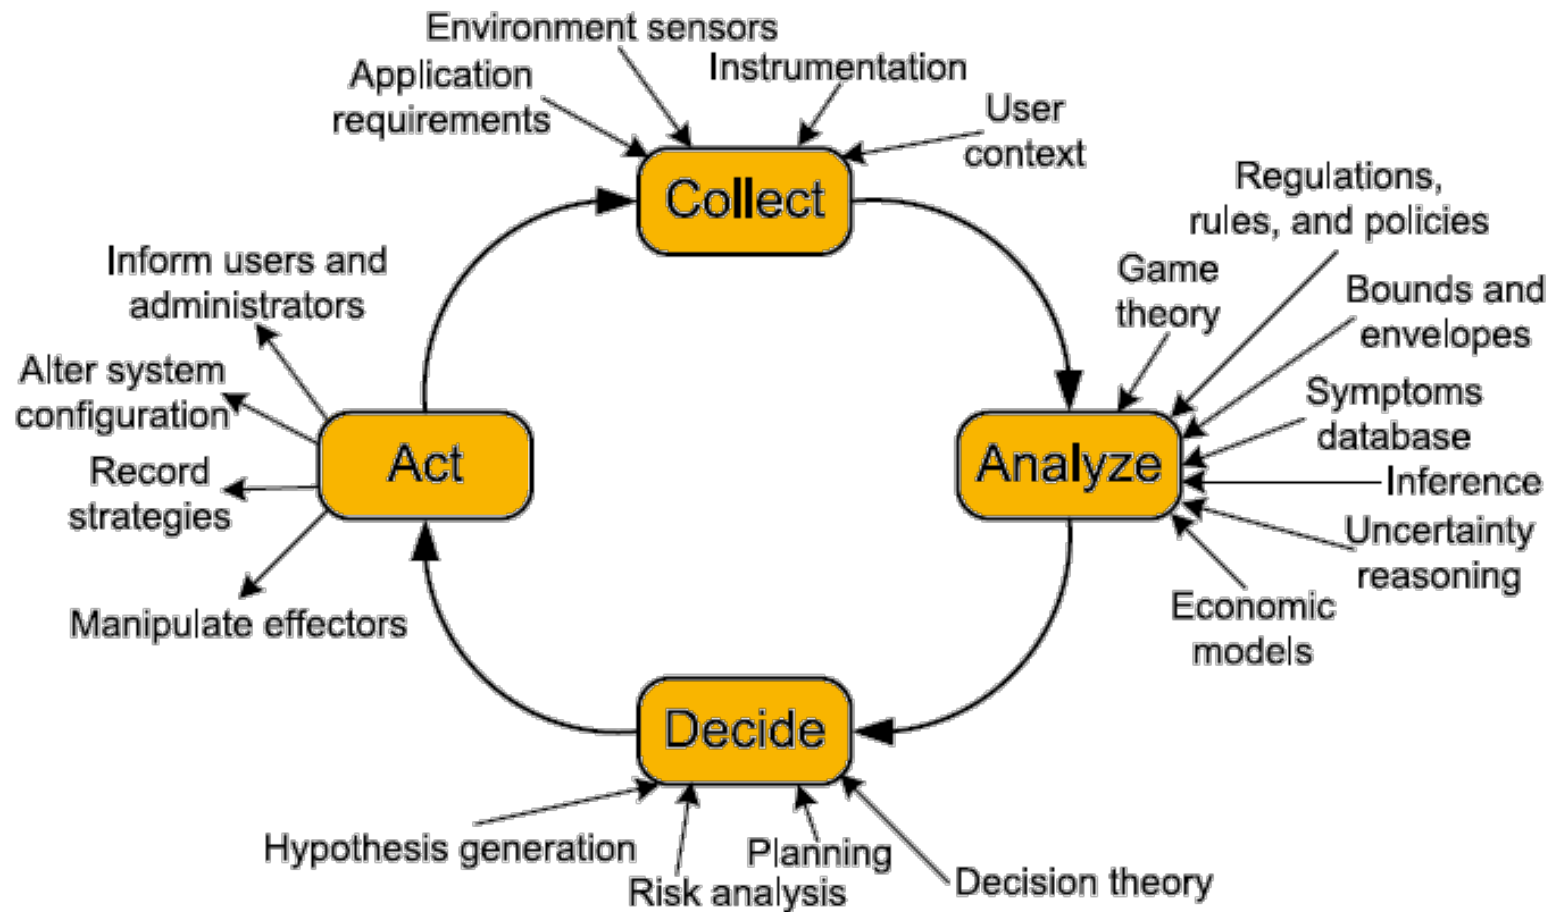 Environment sensors
Application
requirements
Instrumentation
User
context
Collect
Regulations,
rules, and policies
Game
theory
Bounds and
envelopes
Symptoms
database
Inference
Uncertainty
reasoning
Economic
models
Analyze
Inform users and
administrators
Alter system
configuration
Record
strategies
Manipulate effectors
Act
Decide
Hypothesis generation
Risk analysis
Planning
Decision theory